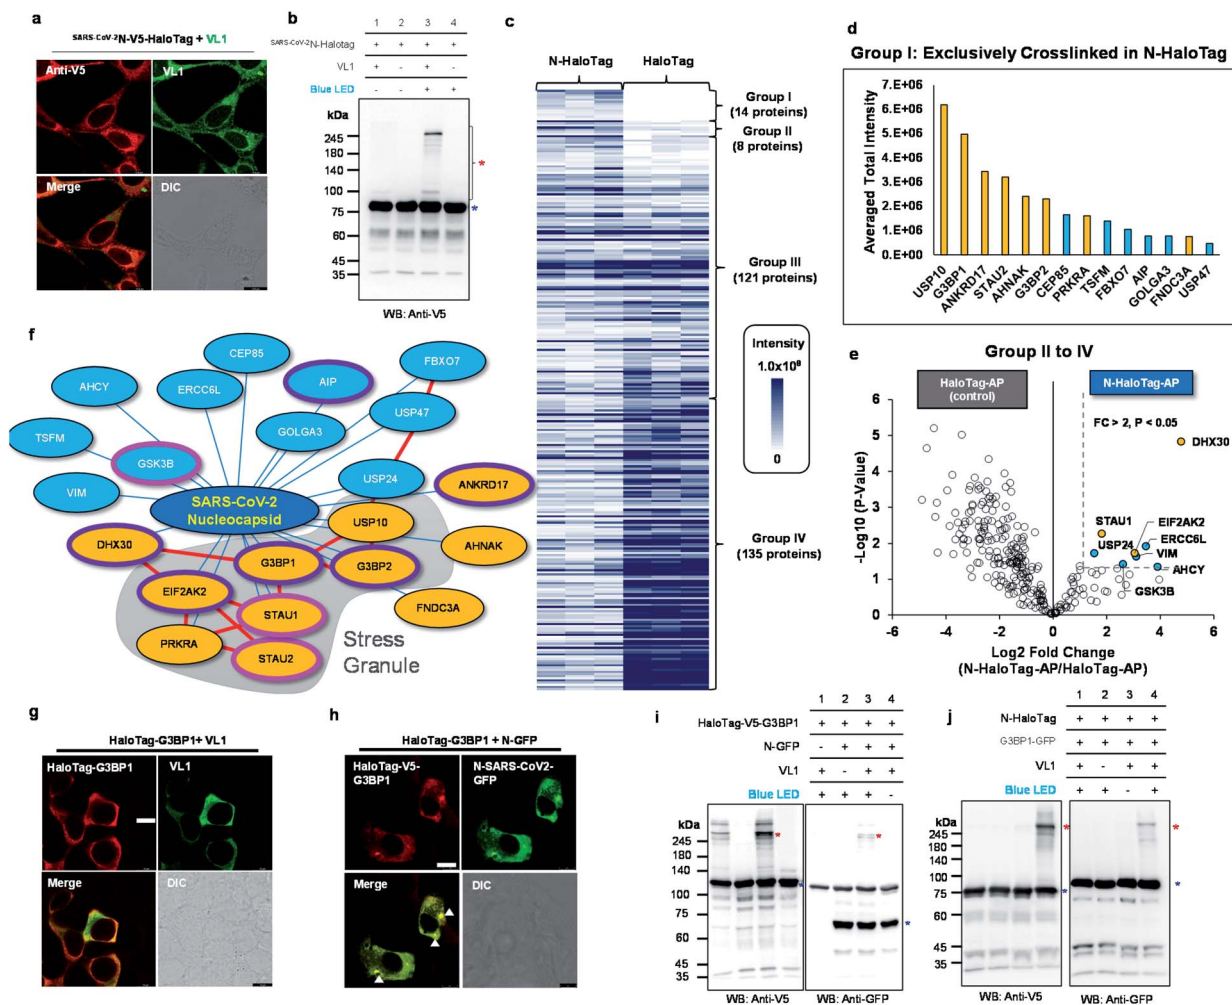 a
SARS-CoV-2N-V5-HaloTag + VL1
Anti-V5
VL1
Merge
DIC
b
1 2 3 4
SARS-CoV-2N-Halotag + + + +
VL1 + - + -
Blue LED - - + +
kDa
245
180
140
100
75
60
45
35
*
*
WB: Anti-V5
c
N-HaloTag
HaloTag
Group I
(14 proteins)
Group II
(8 proteins)
Group III
(121 proteins)
Intensity
1.0x10⁸
0
Group IV
(135 proteins)
d
Group I: Exclusively Crosslinked in N-HaloTag
Averaged Total Intensity
7.E+06
6.E+06
5.E+06
4.E+06
3.E+06
2.E+06
1.E+06
0.E+00
USP10
G3BP1
ANKRD17
STAU2
AHNAK
G3BP2
CEP85
PRKRA
TSFM
FBXO7
AIP
GOLGA3
FNDC3A
USP47
e
Group II to IV
HaloTag-AP
(control)
N-HaloTag-AP
FC > 2, P < 0.05
DHX30
STAU1
EIF2AK2
USP24
ERCC6L
VIM
AHCY
GSK3B
-Log10 (P-Value)
6
5
4
3
2
1
0
-6 -4 -2 0 2 4 6
Log2 Fold Change
(N-HaloTag-AP/HaloTag-AP)
f
CEP85
FBXO7
AHCY
ERCC6L
AIP
USP47
TSFM
GOLGA3
GSK3B
USP24
VIM
SARS-CoV-2
Nucleocapsid
ANKRD17
USP10
DHX30
AHNAK
G3BP1
G3BP2
EIF2AK2
FNDC3A
STAU1
PRKRA
STAU2
Stress
Granule
g
HaloTag-G3BP1+ VL1
HaloTag-G3BP1
VL1
Merge
DIC
h
HaloTag-G3BP1 + N-GFP
HaloTag-V5-
G3BP1
N-SARS-CoV2-
GFP
Merge
DIC
i
1 2 3 4
HaloTag-V5-G3BP1 + + + +
N-GFP - + + +
VL1 + - + +
Blue LED + + + -
kDa
245
180
140
100
75
60
45
35
*
*
*
*
WB: Anti-V5
WB: Anti-GFP
j
1 2 3 4
N-HaloTag + + + +
G3BP1-GFP + + + +
VL1 + - + +
Blue LED + + - +
kDa
245
180
140
100
75
60
45
35
*
*
*
*
WB: Anti-V5
WB: Anti-GFP